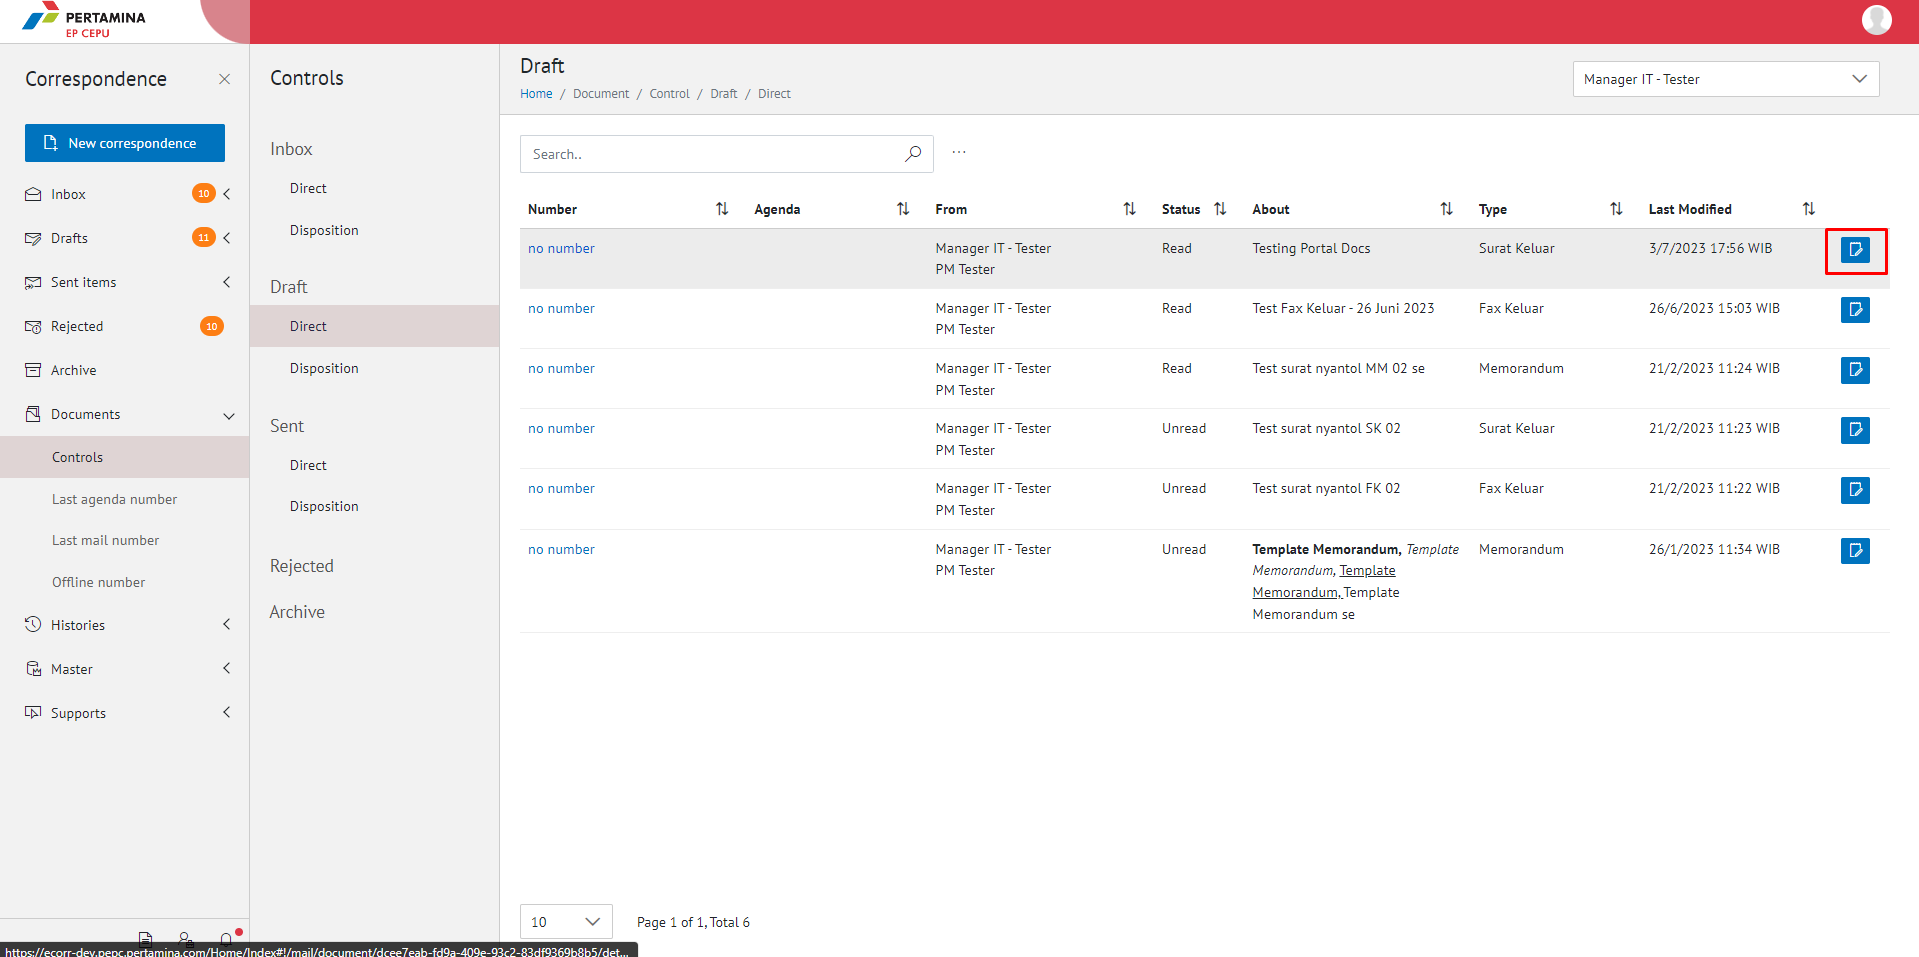 PERTAMINA
EP CEPU
Correspondence
New correspondence
Inbox 10
Drafts 11
Sent items
Rejected 10
Archive
Documents
Controls
Last agenda number
Last mail number
Offline number
Histories
Master
Supports
Controls
Inbox
Direct
Disposition
Draft
Direct
Disposition
Sent
Direct
Disposition
Rejected
Archive
Draft
Home / Document / Control / Draft / Direct
Manager IT - Tester
Search..
...
Number Agenda From Status About Type Last Modified
no number Manager IT - Tester Read Testing Portal Docs Surat Keluar 3/7/2023 17:56 WIB
PM Tester
no number Manager IT - Tester Read Test Fax Keluar - 26 Juni 2023 Fax Keluar 26/6/2023 15:03 WIB
PM Tester
no number Manager IT - Tester Read Test surat nyantol MM 02 se Memorandum 21/2/2023 11:24 WIB
PM Tester
no number Manager IT - Tester Unread Test surat nyantol SK 02 Surat Keluar 21/2/2023 11:23 WIB
PM Tester
no number Manager IT - Tester Unread Test surat nyantol FK 02 Fax Keluar 21/2/2023 11:22 WIB
PM Tester
no number Manager IT - Tester Unread Template Memorandum, Template Memorandum 26/1/2023 11:34 WIB
PM Tester Memorandum, Template
Memorandum, Template
Memorandum se
10 Page 1 of 1, Total 6
https://ecorr-dev.pepc.pertamina.com/Home/Index#!/mail/document/dcee7eab-fd9a-409e-93c2-83df9369b8b5/det...